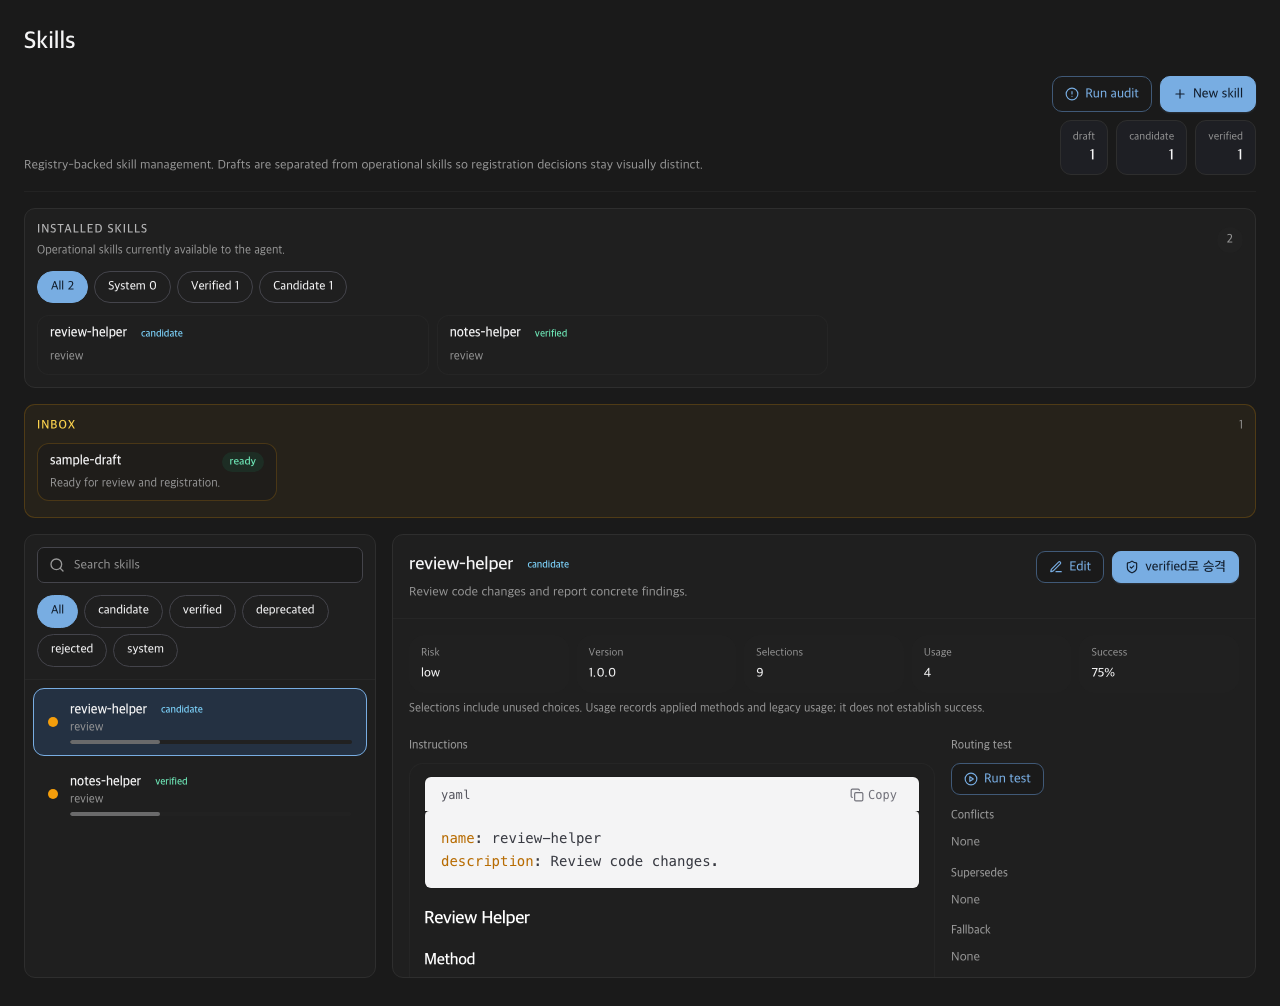 Skills
Run audit
New skill
draft
1
candidate
1
verified
1
Registry-backed skill management. Drafts are separated from operational skills so registration decisions stay visually distinct.
INSTALLED SKILLS
Operational skills currently available to the agent.
2
All 2
System 0
Verified 1
Candidate 1
review-helper candidate
review
notes-helper verified
review
INBOX
1
sample-draft ready
Ready for review and registration.
Search skills
All
candidate
verified
deprecated
rejected
system
review-helper candidate
review
notes-helper verified
review
review-helper candidate
Review code changes and report concrete findings.
Edit
verified로 승격
Risk
low
Version
1.0.0
Selections
9
Usage
4
Success
75%
Selections include unused choices. Usage records applied methods and legacy usage; it does not establish success.
Instructions
yaml
Copy
name: review-helper
description: Review code changes.
Review Helper
Method
Routing test
Run test
Conflicts
None
Supersedes
None
Fallback
None